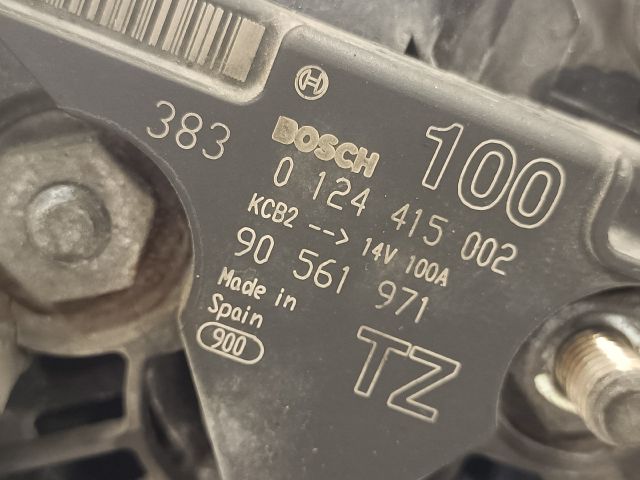 383
BOSCH
100
0 124 415 002
KCB2 --> 14V 100A
90 561 971
Made in
Spain
900
TZ